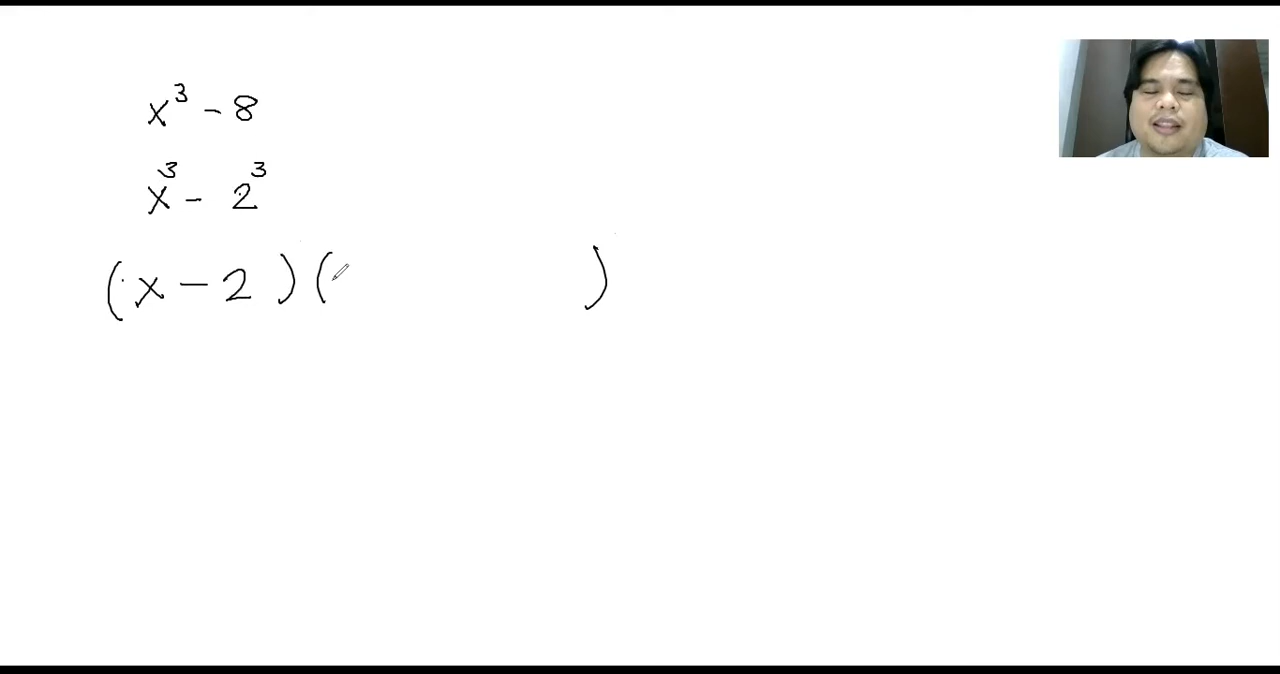 x³ - 8
x³ - 2³
(x - 2)( )